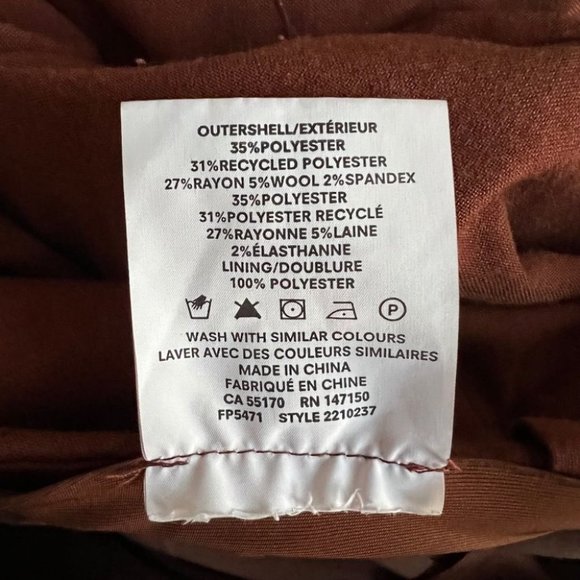 OUTERSHELL/EXTÉRIEUR
35%POLYESTER
31%RECYCLED POLYESTER
27%RAYON 5%WOOL 2%SPANDEX
35%POLYESTER
31%POLYESTER RECYCLÉ
27%RAYONNE 5%LAINE
2%ÉLASTHANNE
LINING/DOUBLURE
100% POLYESTER
P
WASH WITH SIMILAR COLOURS
LAVER AVEC DES COULEURS SIMILAIRES
MADE IN CHINA
FABRIQUÉ EN CHINE
CA 55170 RN 147150
FP5471 STYLE 2210237